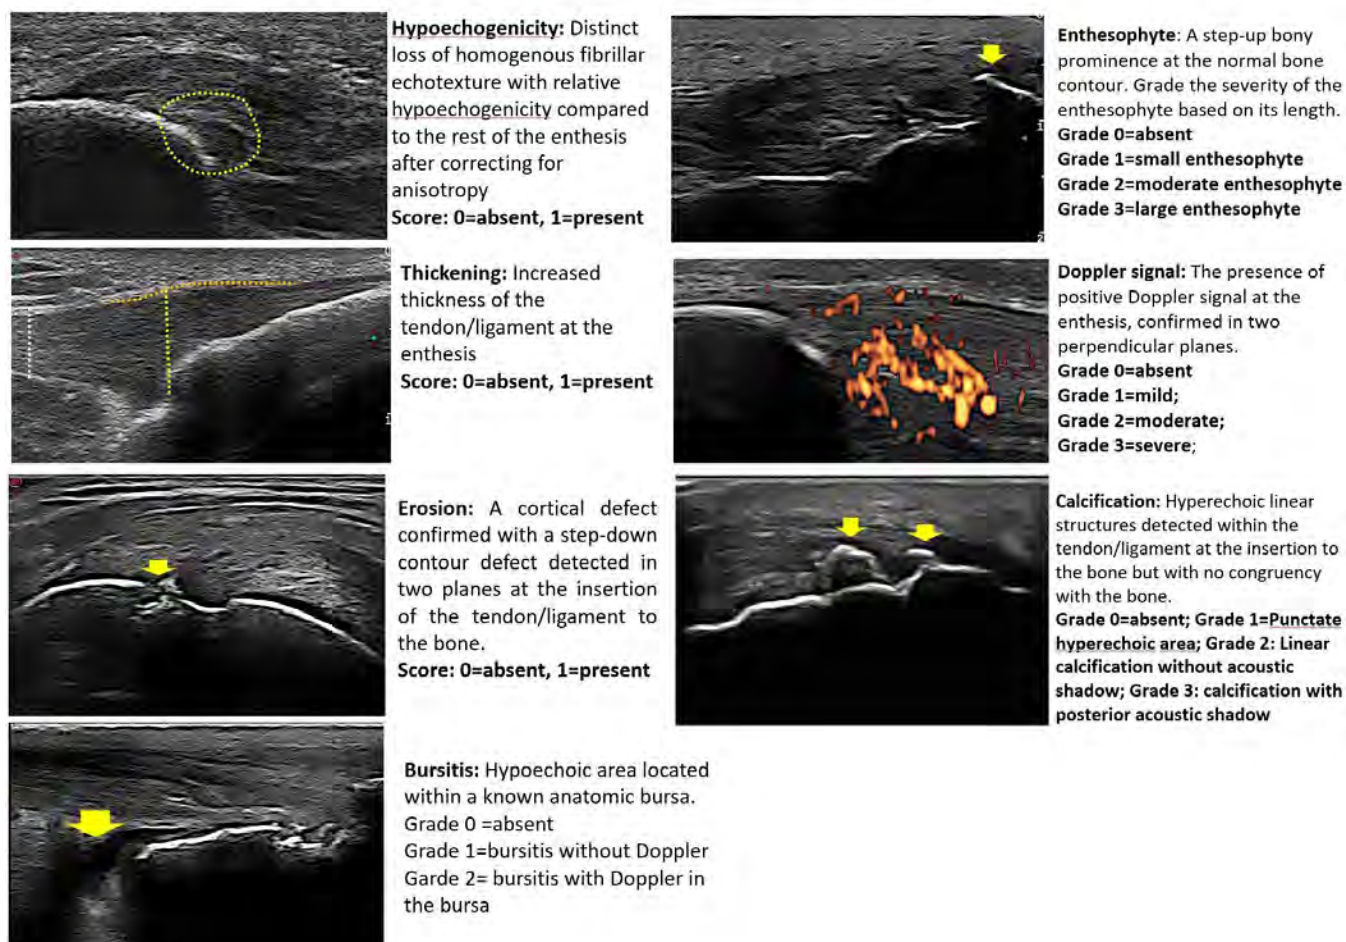 Hypoechogenicity: Distinct
loss of homogenous fibrillar
echotexture with relative
hypoechogenicity compared
to the rest of the enthesis
after correcting for
anisotropy
Score: 0=absent, 1=present
Thickening: Increased
thickness of the
tendon/ligament at the
enthesis
Score: 0=absent, 1=present
Erosion: A cortical defect
confirmed with a step-down
contour defect detected in
two planes at the insertion
of the tendon/ligament to
the bone.
Score: 0=absent, 1=present
Bursitis: Hypoechoic area located
within a known anatomic bursa.
Grade 0 =absent
Grade 1=bursitis without Doppler
Garde 2= bursitis with Doppler in
the bursa
Enthesophyte: A step-up bony
prominence at the normal bone
contour. Grade the severity of the
enthesophyte based on its length.
Grade 0=absent
Grade 1=small enthesophyte
Grade 2=moderate enthesophyte
Grade 3=large enthesophyte
Doppler signal: The presence of
positive Doppler signal at the
enthesis, confirmed in two
perpendicular planes.
Grade 0=absent
Grade 1=mild;
Grade 2=moderate;
Grade 3=severe;
Calcification: Hyperechoic linear
structures detected within the
tendon/ligament at the insertion to
the bone but with no congruency
with the bone.
Grade 0=absent; Grade 1=Punctate
hyperechoic area; Grade 2: Linear
calcification without acoustic
shadow; Grade 3: calcification with
posterior acoustic shadow